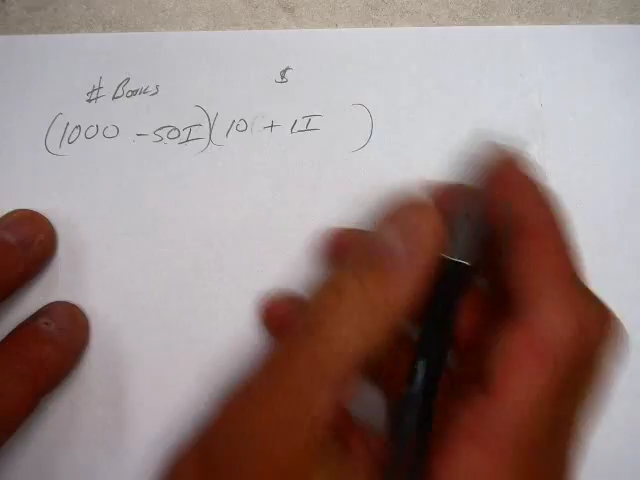 # Books $
(1000 - 50I)(10 + 1I )